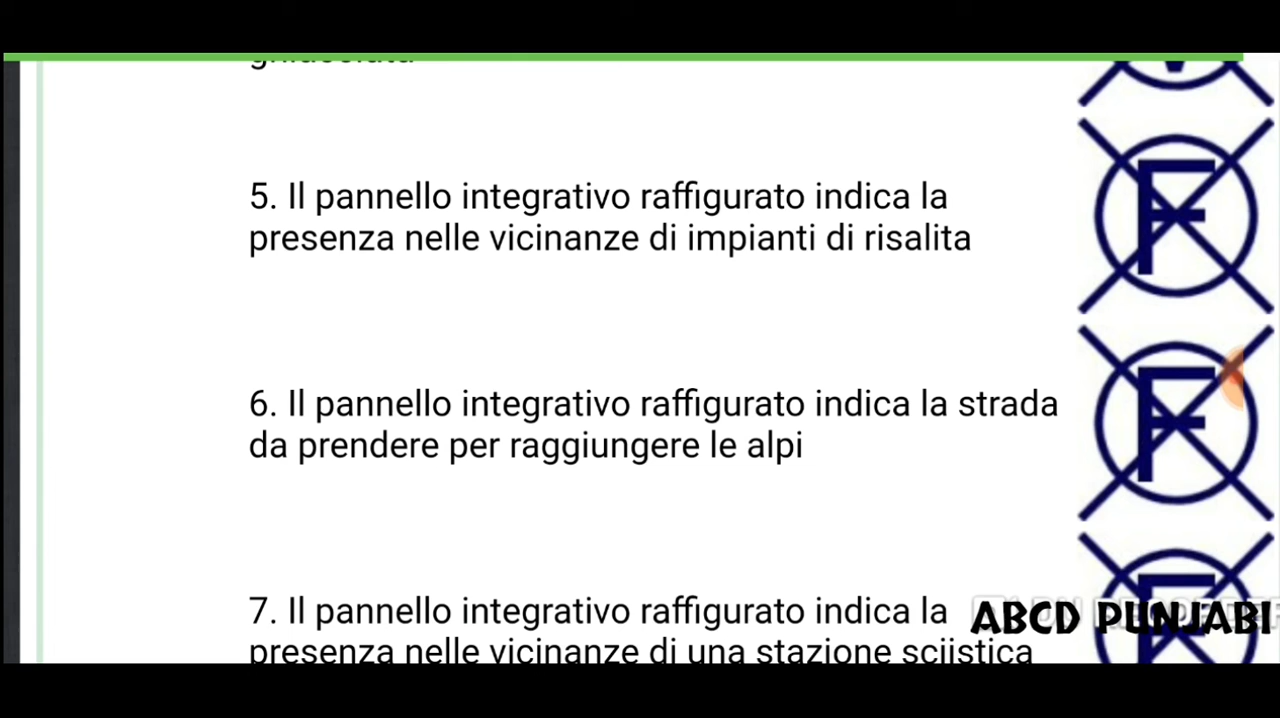 5. Il pannello integrativo raffigurato indica la
presenza nelle vicinanze di impianti di risalita
F
6. Il pannello integrativo raffigurato indica la strada
da prendere per raggiungere le alpi
F
7. Il pannello integrativo raffigurato indica la
presenza nelle vicinanze di una stazione sciistica
ABCD PUNJABI